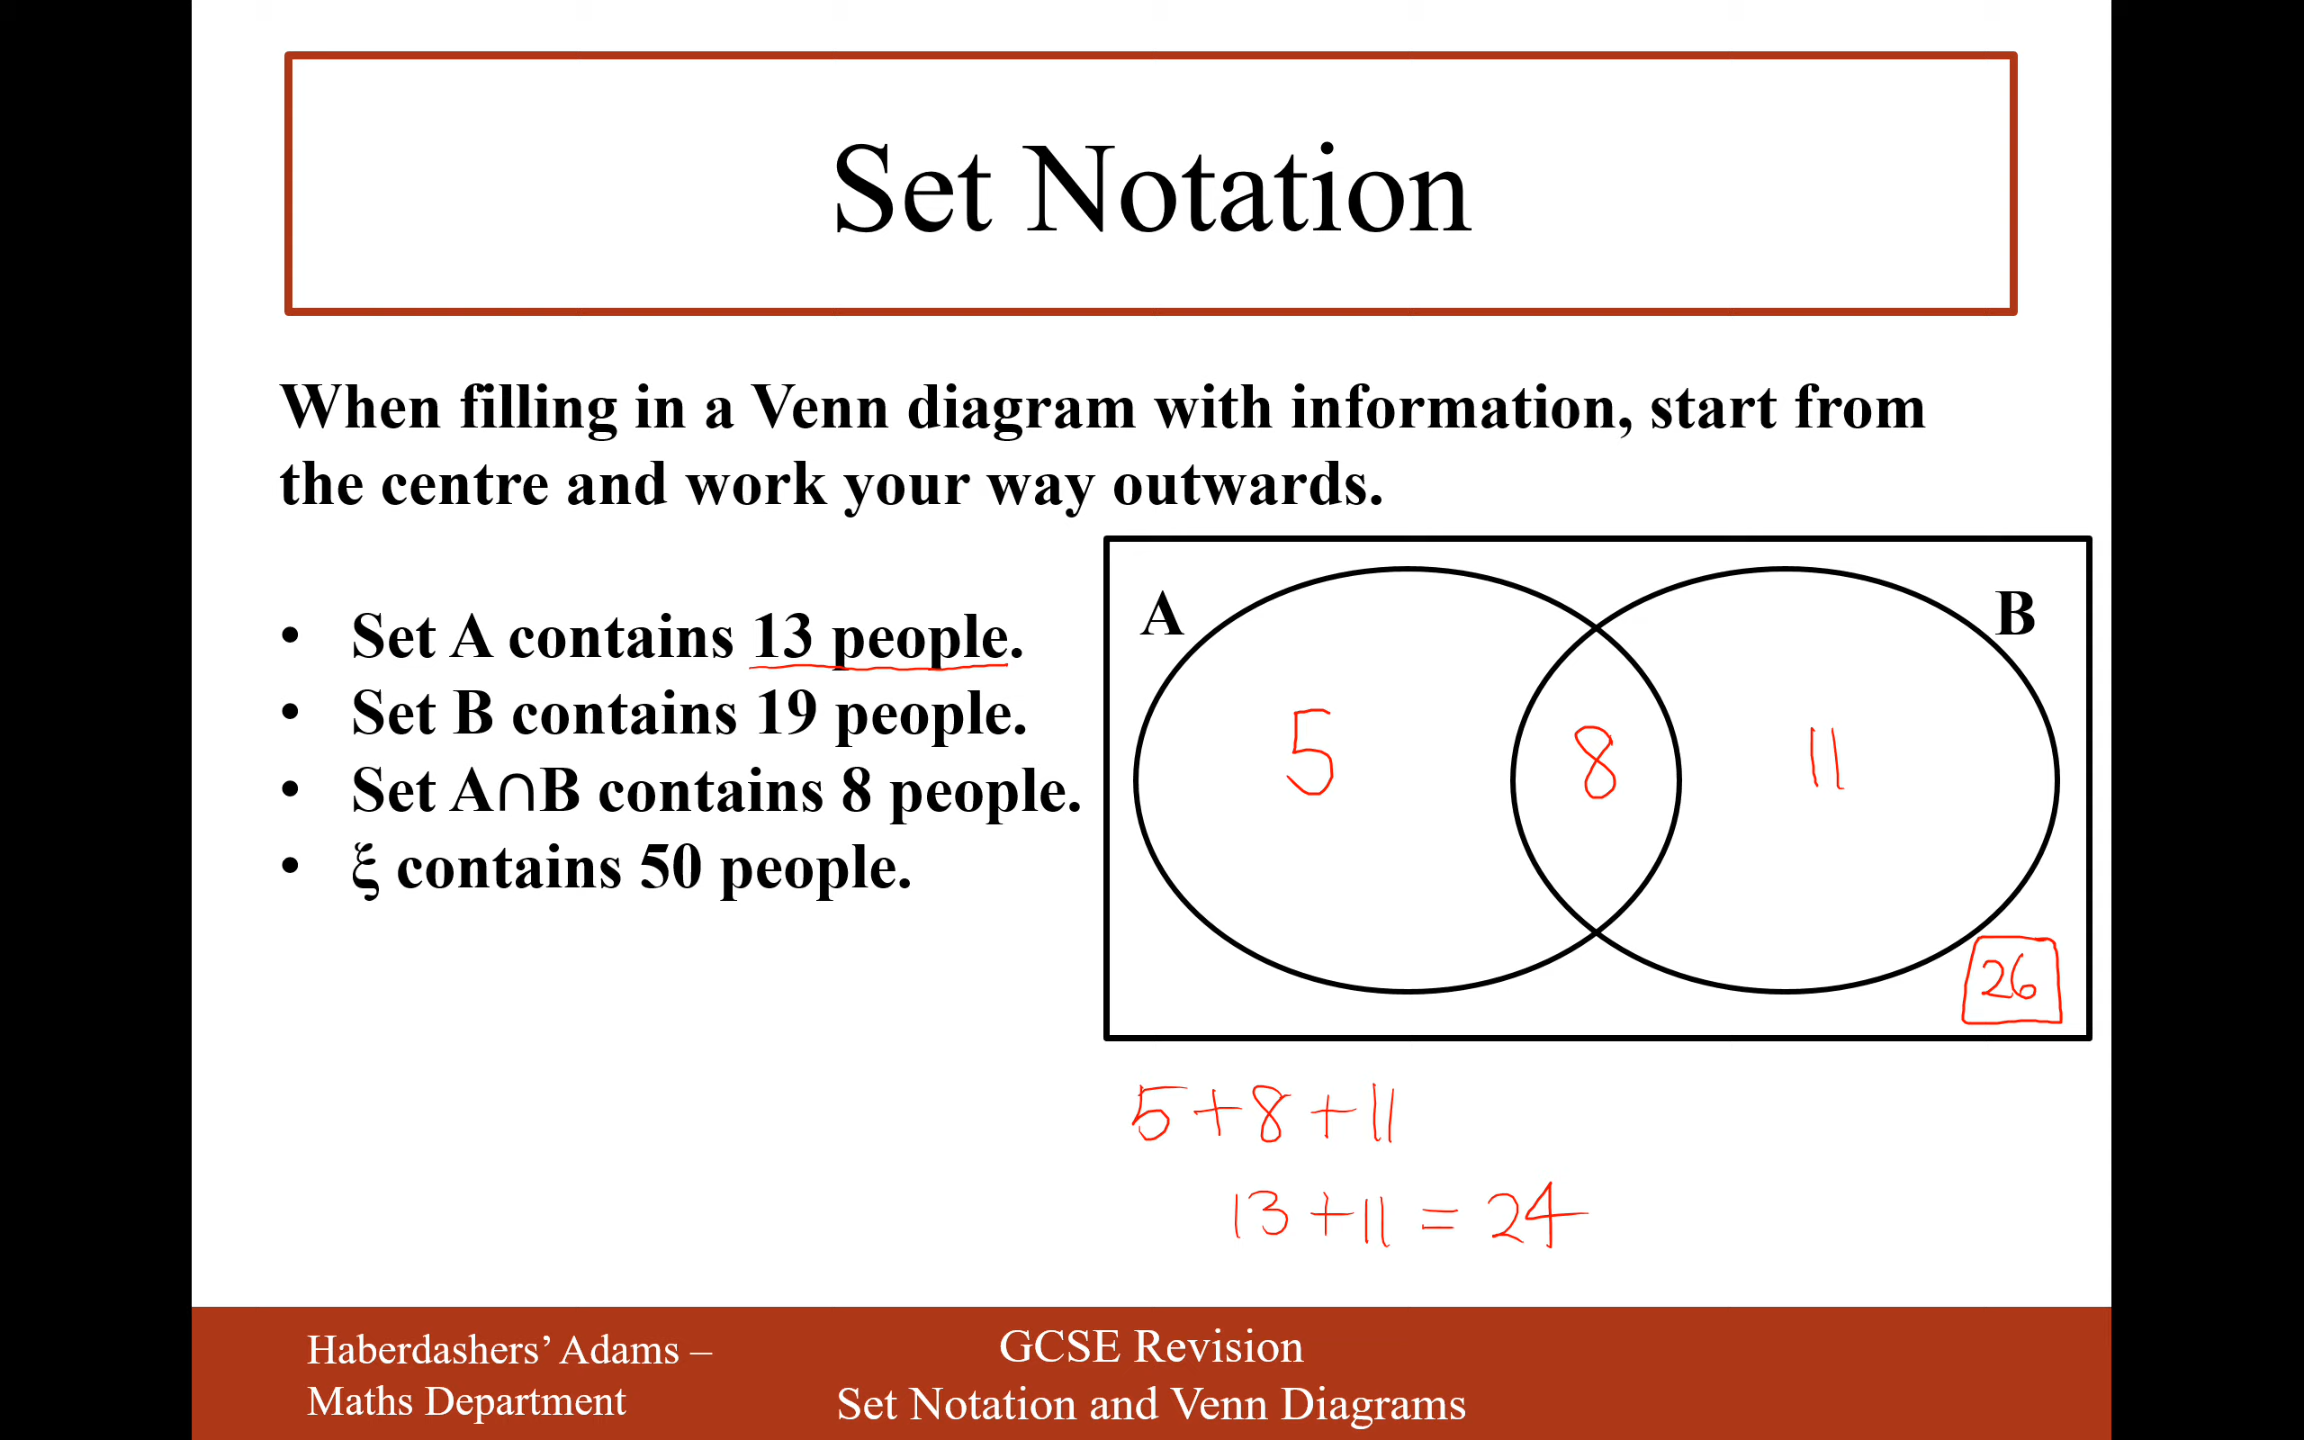 Set Notation
When filling in a Venn diagram with information, start from
the centre and work your way outwards.
• Set A contains 13 people.
• Set B contains 19 people.
• Set A∩B contains 8 people.
• ξ contains 50 people.
A
B
5
8
11
26
5+8+11
13+11=24
Haberdashers’ Adams –
Maths Department
GCSE Revision
Set Notation and Venn Diagrams